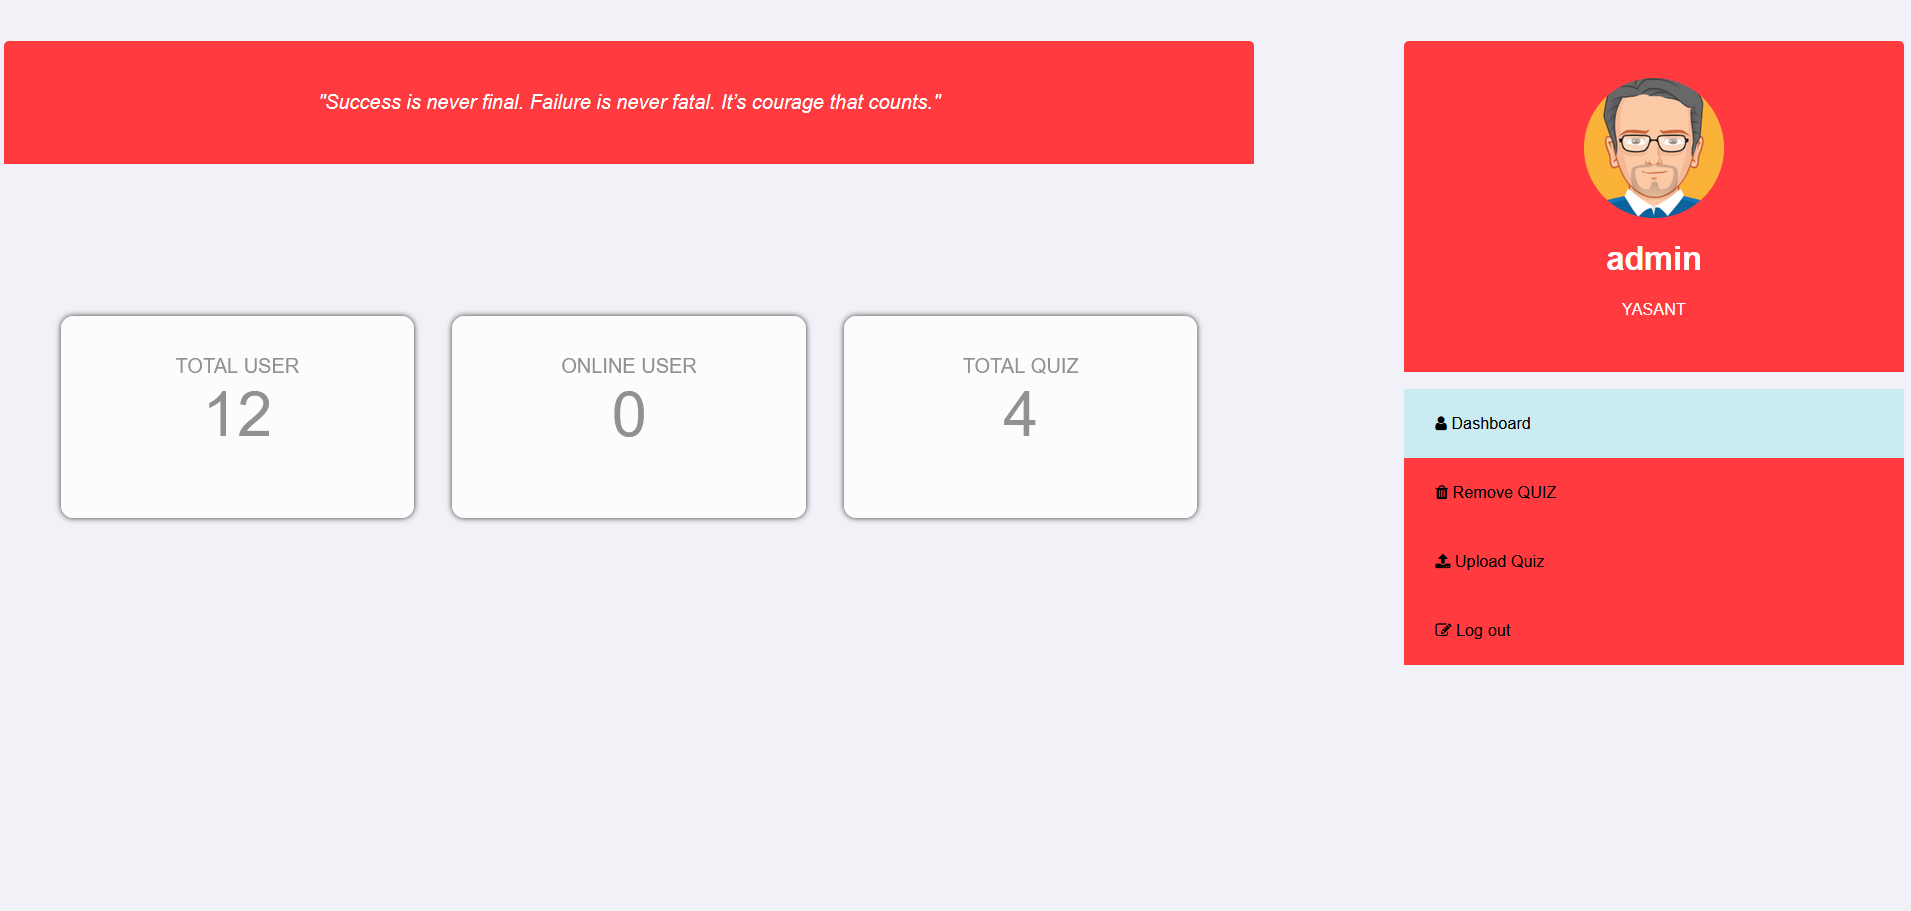 "Success is never final. Failure is never fatal. It’s courage that counts."
TOTAL USER
12
ONLINE USER
0
TOTAL QUIZ
4
admin
YASANT
Dashboard
Remove QUIZ
Upload Quiz
Log out